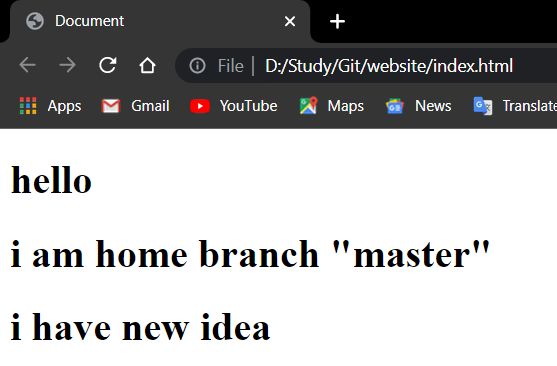 Document
File | D:/Study/Git/website/index.html
Apps Gmail YouTube Maps News Translate
hello
i am home branch "master"
i have new idea